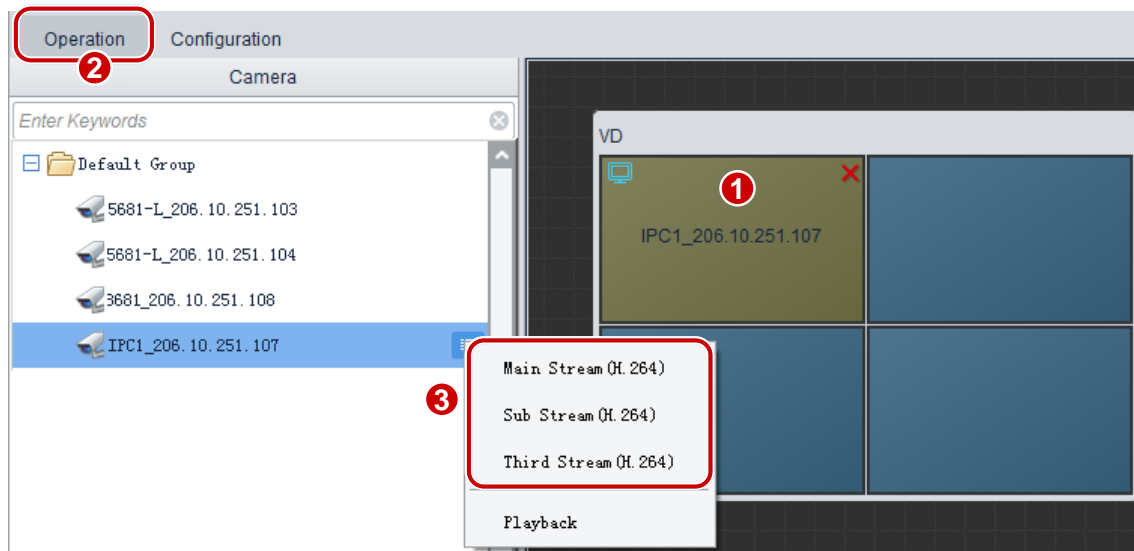 Operation Configuration
2
Camera
Enter Keywords
Default Group
5681-L_206.10.251.103
5681-L_206.10.251.104
3681_206.10.251.108
IPC1_206.10.251.107
VD
1
IPC1_206.10.251.107
3
Main Stream(H.264)
Sub Stream(H.264)
Third Stream(H.264)
Playback